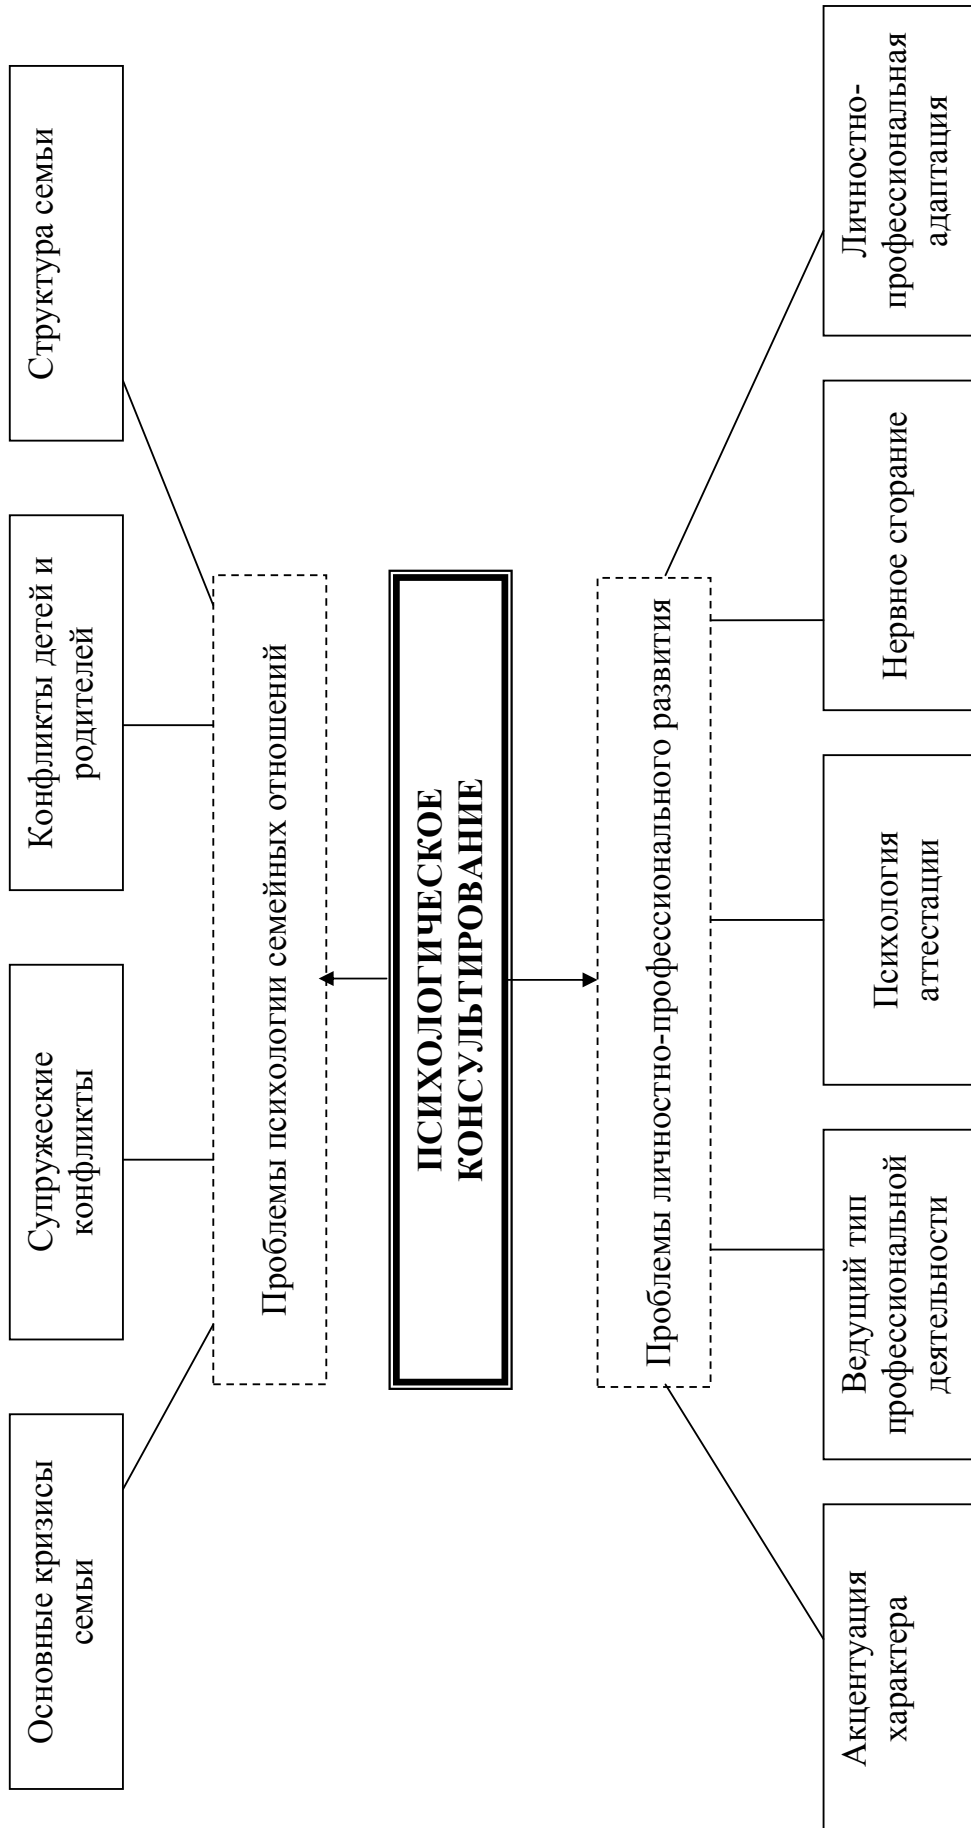 Основные кризисы
семьи
Супружеские
конфликты
Конфликты детей и
родителей
Структура семьи
Проблемы психологии семейных отношений
ПСИХОЛОГИЧЕСКОЕ
КОНСУЛЬТИРОВАНИЕ
Проблемы личностно-профессионального развития
Акцентуация
характера
Ведущий тип
профессиональной
деятельности
Психология
аттестации
Нервное сгорание
Личностно-
профессиональная
адаптация